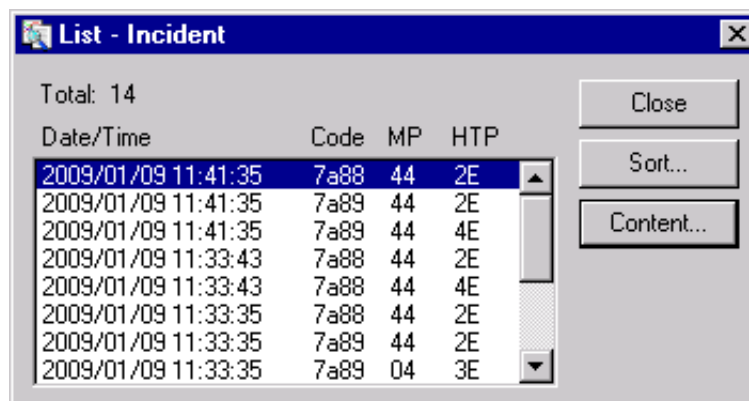 List - Incident
Total: 14
Close
Date/Time Code MP HTP
Sort...
2009/01/09 11:41:35 7a88 44 2E
2009/01/09 11:41:35 7a89 44 2E
Content...
2009/01/09 11:41:35 7a89 44 4E
2009/01/09 11:33:43 7a88 44 2E
2009/01/09 11:33:43 7a88 44 4E
2009/01/09 11:33:35 7a88 44 2E
2009/01/09 11:33:35 7a89 44 2E
2009/01/09 11:33:35 7a89 04 3E